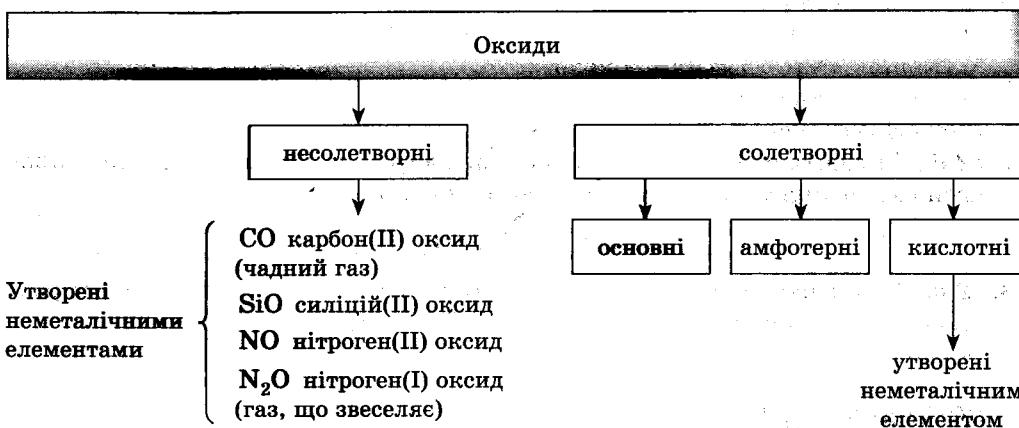 Оксиди
несолетворні
солетворні
основні
амфотерні
кислотні
Утворені
неметалічними
елементами
CO карбон(II) оксид
(чадний газ)
SiO силіцій(II) оксид
NO нітроген(II) оксид
N₂O нітроген(I) оксид
(газ, що звеселяє)
утворені
неметалічним
елементом